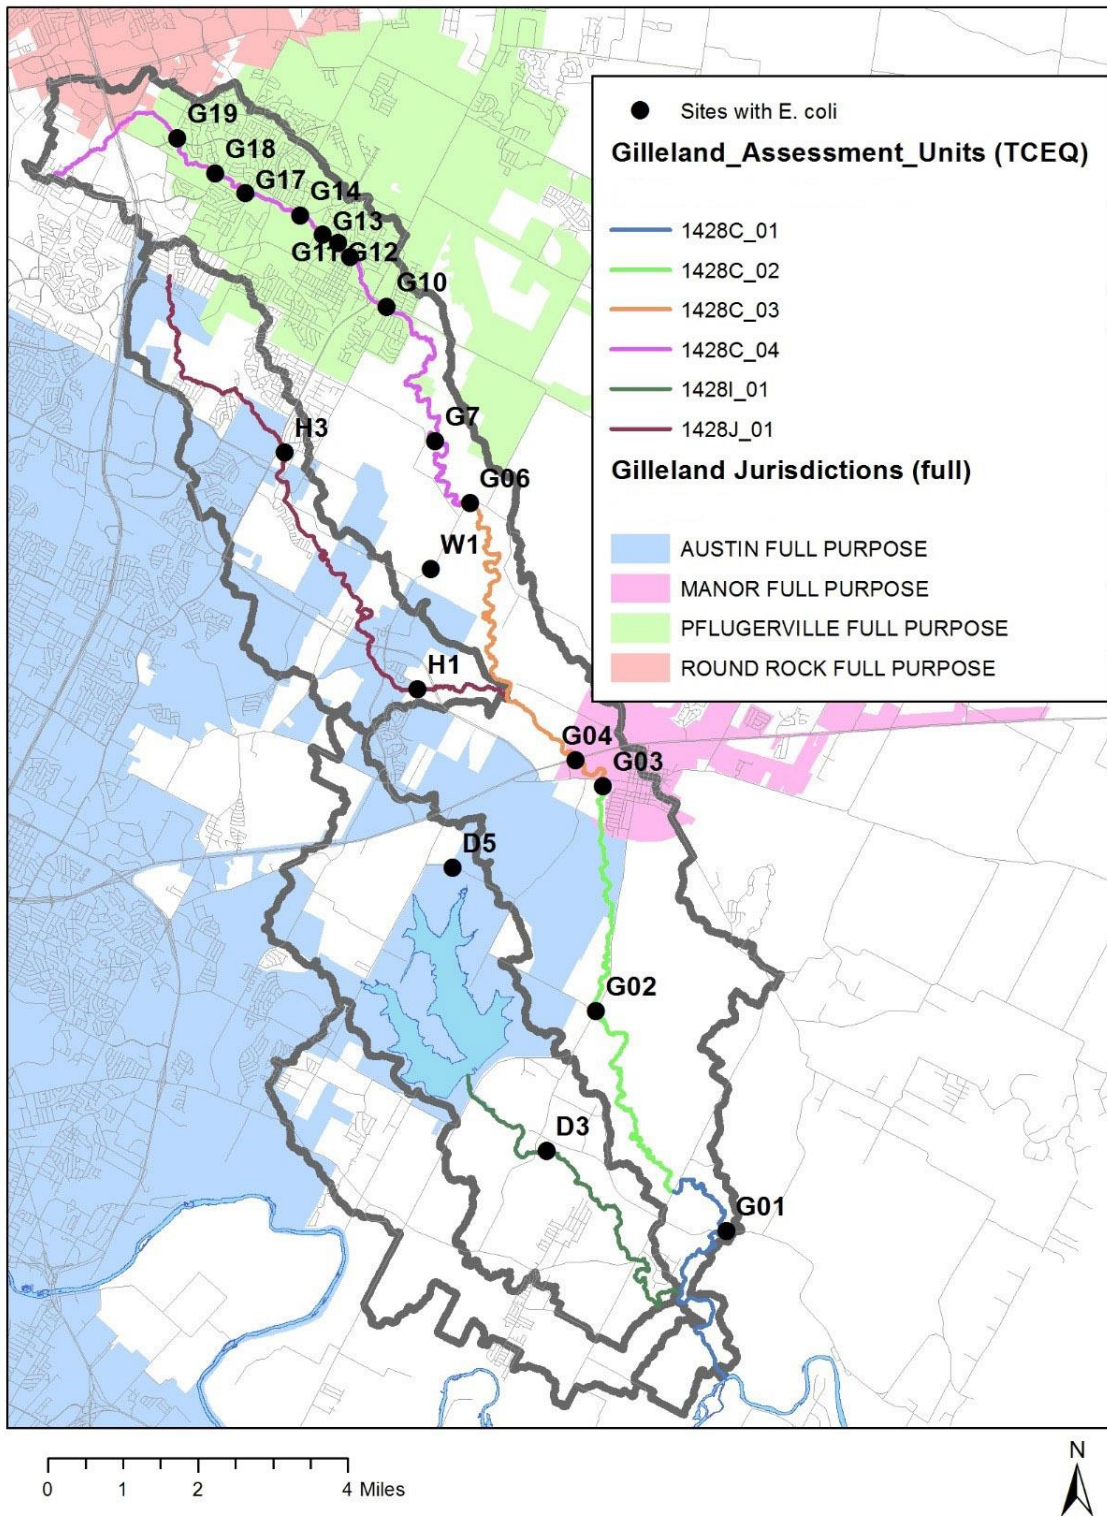 Sites with E. coli
Gilleland_Assessment_Units (TCEQ)
1428C_01
1428C_02
1428C_03
1428C_04
1428I_01
1428J_01
Gilleland Jurisdictions (full)
AUSTIN FULL PURPOSE
MANOR FULL PURPOSE
PFLUGERVILLE FULL PURPOSE
ROUND ROCK FULL PURPOSE
G19
G18
G17
G14
G13
G11
G12
G10
G7
H3
G06
W1
H1
G04
G03
D5
G02
D3
G01
0 1 2 4 Miles
N